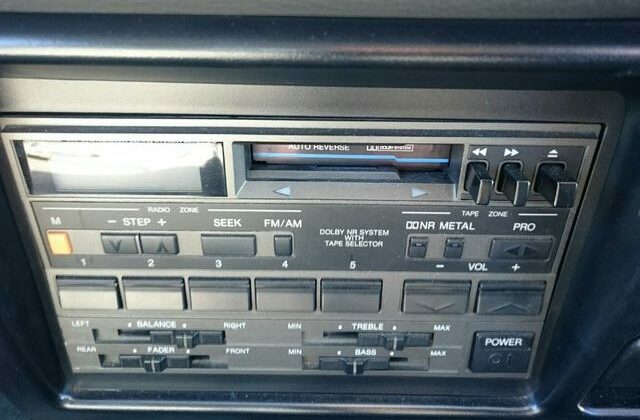 AUTO REVERSE DOLBY SYSTEM
RADIO ZONE
TAPE ZONE
M - STEP + SEEK FM/AM
DOLBY NR SYSTEM
WITH
TAPE SELECTOR
NR METAL PRO
1 2 3 4 5 - VOL +
LEFT BALANCE RIGHT MIN TREBLE MAX
POWER
REAR FADER FRONT MIN BASS MAX